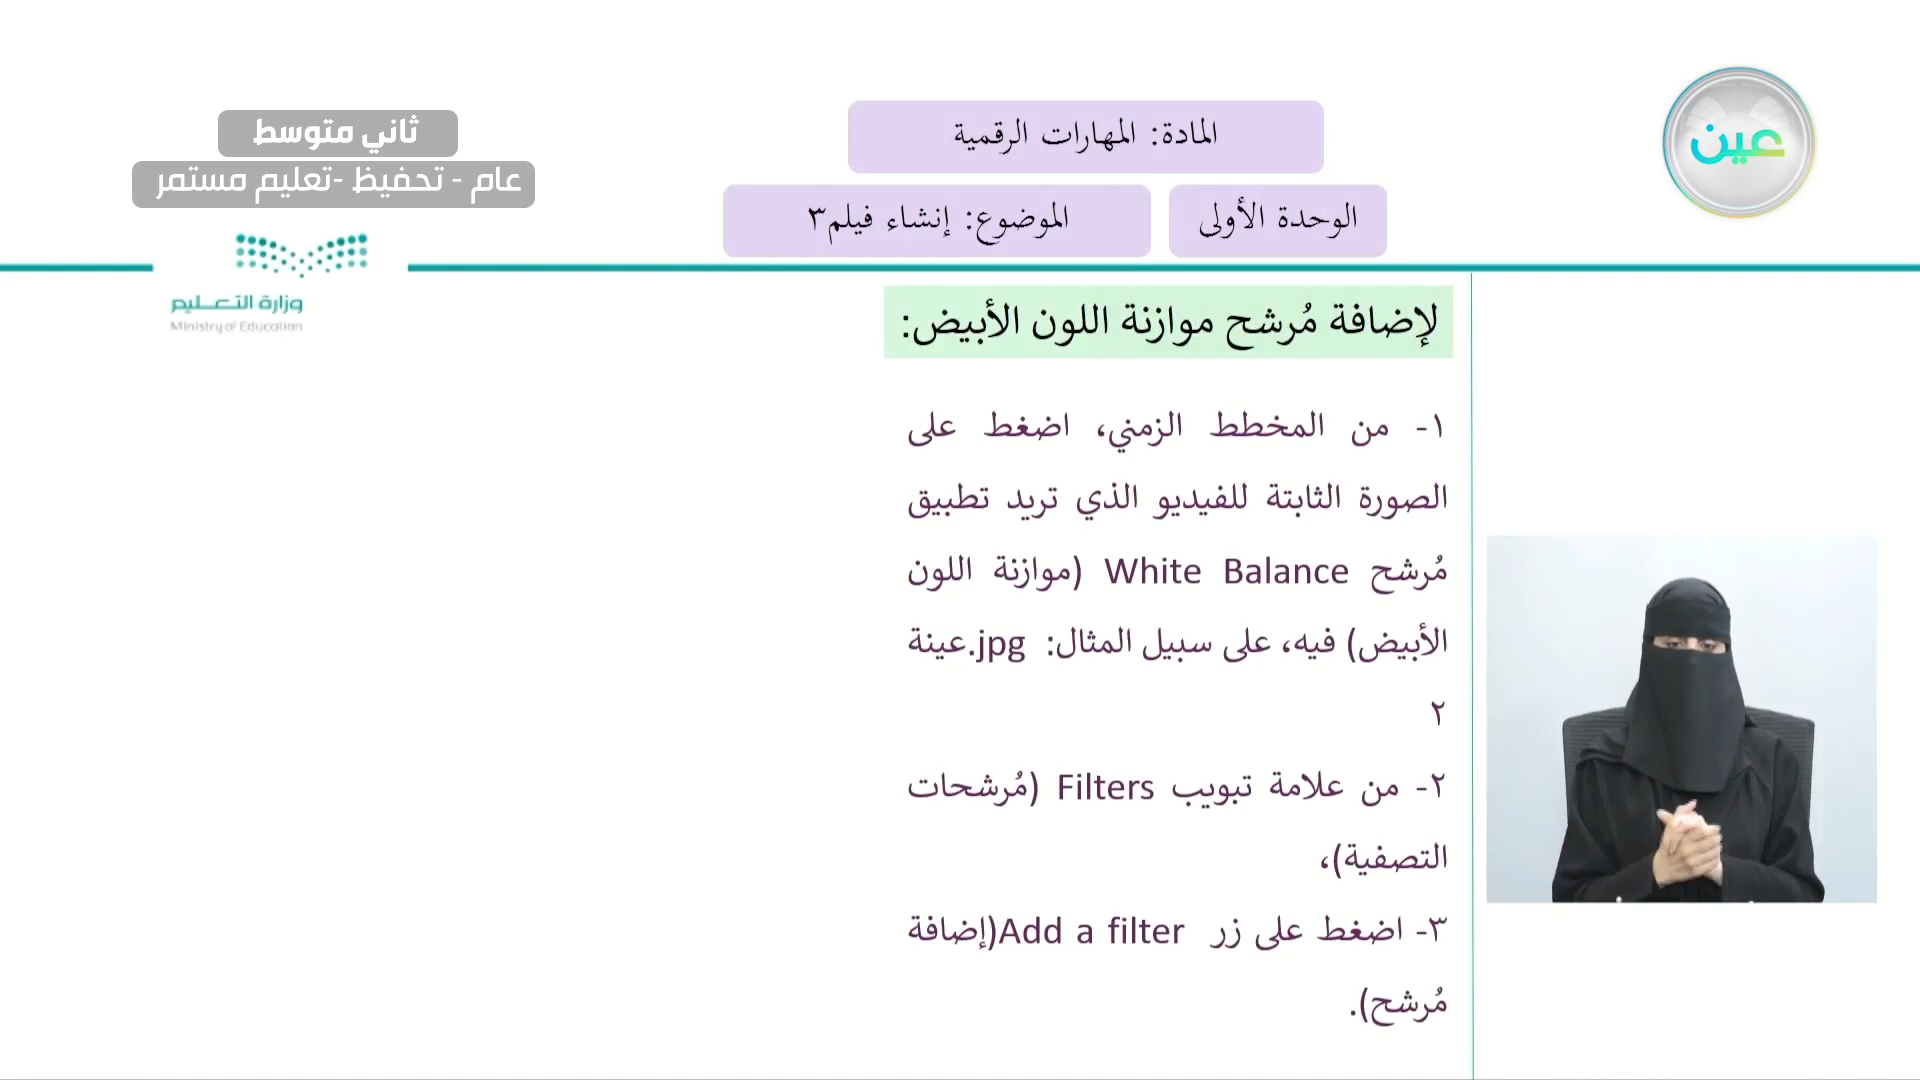 عين
المادة: المهارات الرقمية
الوحدة الأولى
الموضوع: إنشاء فيلم٣
ثاني متوسط
عام - تحفيظ -تعليم مستمر
وزارة التعليم
Ministry of Education
لإضافة مُرشح موازنة اللون الأبيض:
١- من المخطط الزمني، اضغط على
الصورة الثابتة للفيديو الذي تريد تطبيق
مُرشح White Balance (موازنة اللون
الأبيض) فيه، على سبيل المثال: jpg.عينة
٢
٢- من علامة تبويب Filters (مُرشحات
التصفية)،
٣- اضغط على زر Add a filter(إضافة
مُرشح).